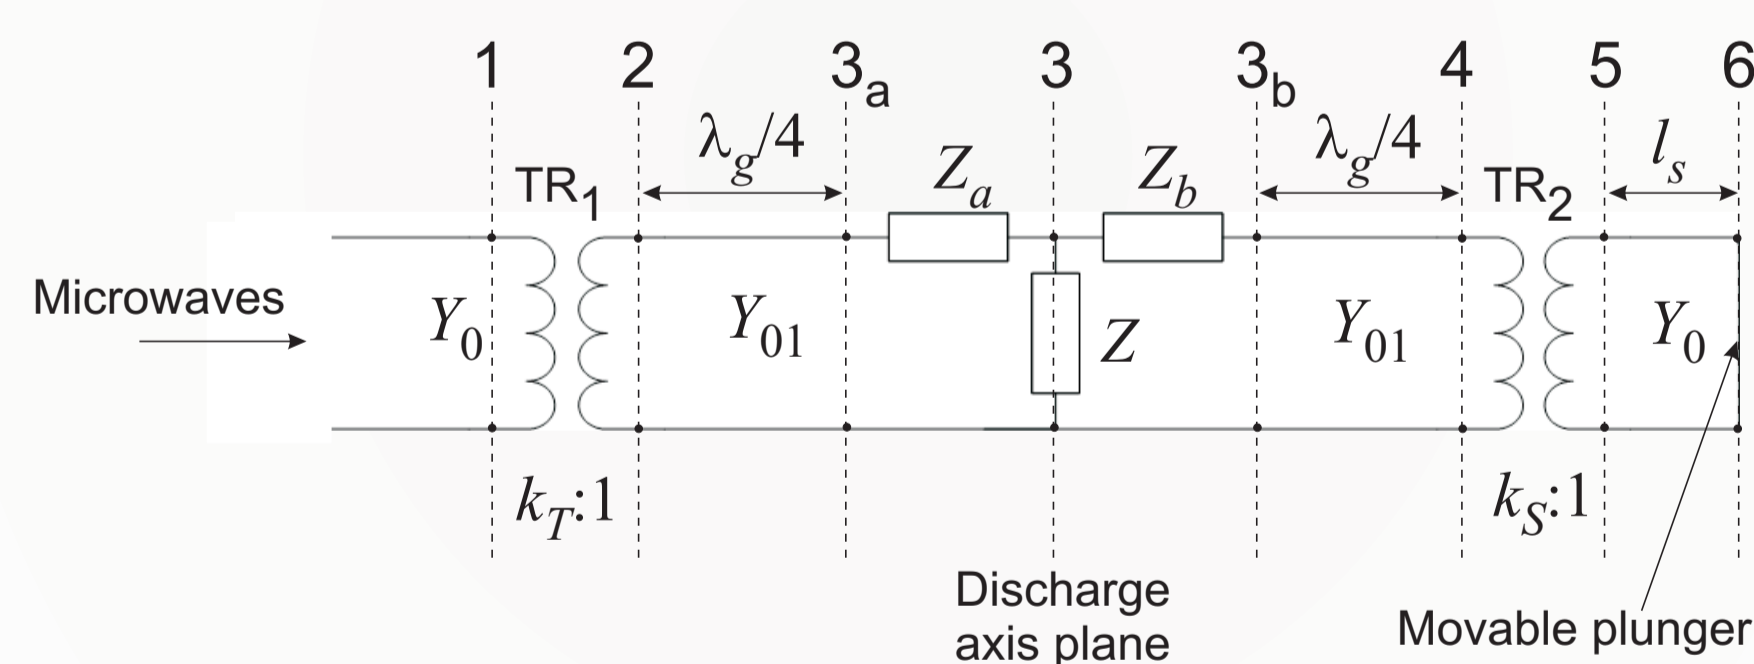 1 2 3a 3 3b 4 5 6
λg/4 Za Zb λg/4 ls
TR1 TR2
Microwaves Y0 Y01 Z Y01 Y0
kT:1 kS:1
Discharge
axis plane
Movable plunger